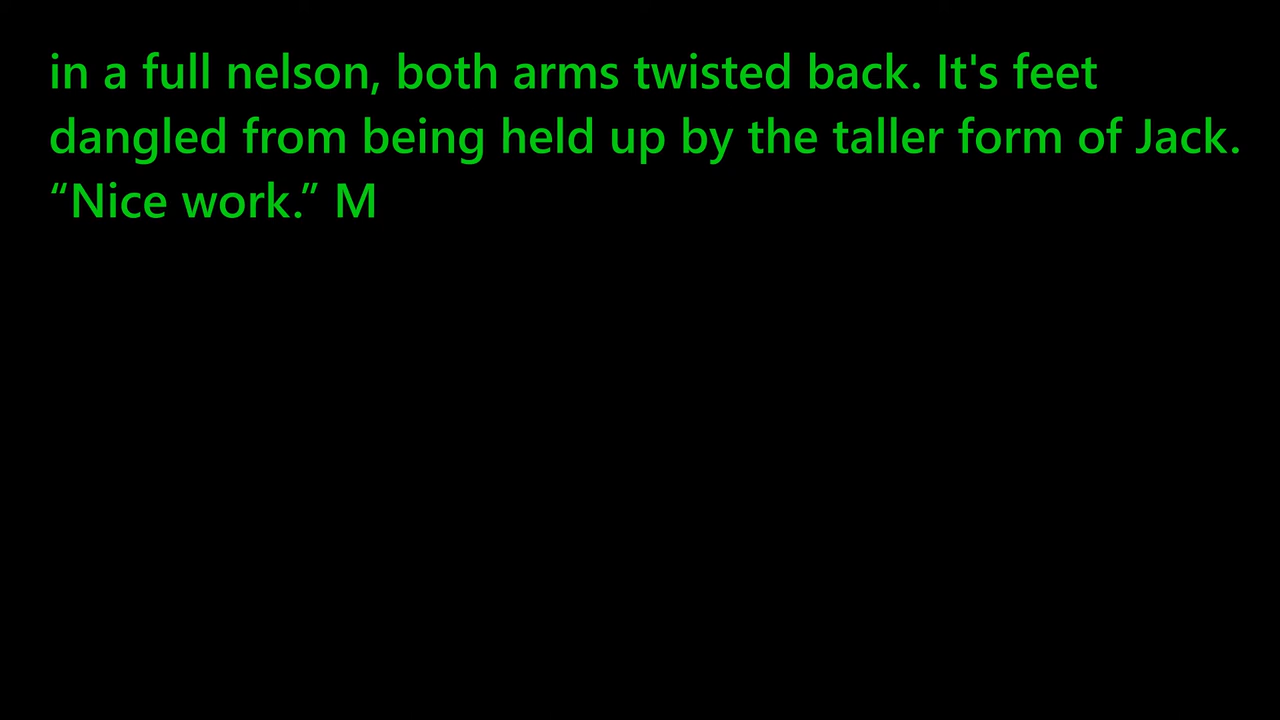 in a full nelson, both arms twisted back. It's feet
dangled from being held up by the taller form of Jack.
“Nice work.” M